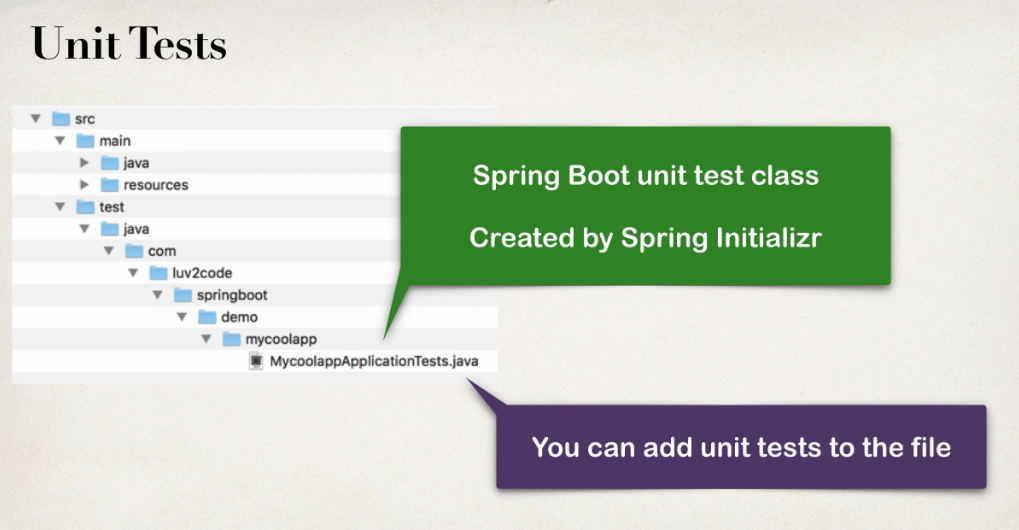 Unit Tests
src
main
java
resources
test
java
com
luv2code
springboot
demo
mycoolapp
MycoolappApplicationTests.java
Spring Boot unit test class
Created by Spring Initializr
You can add unit tests to the file